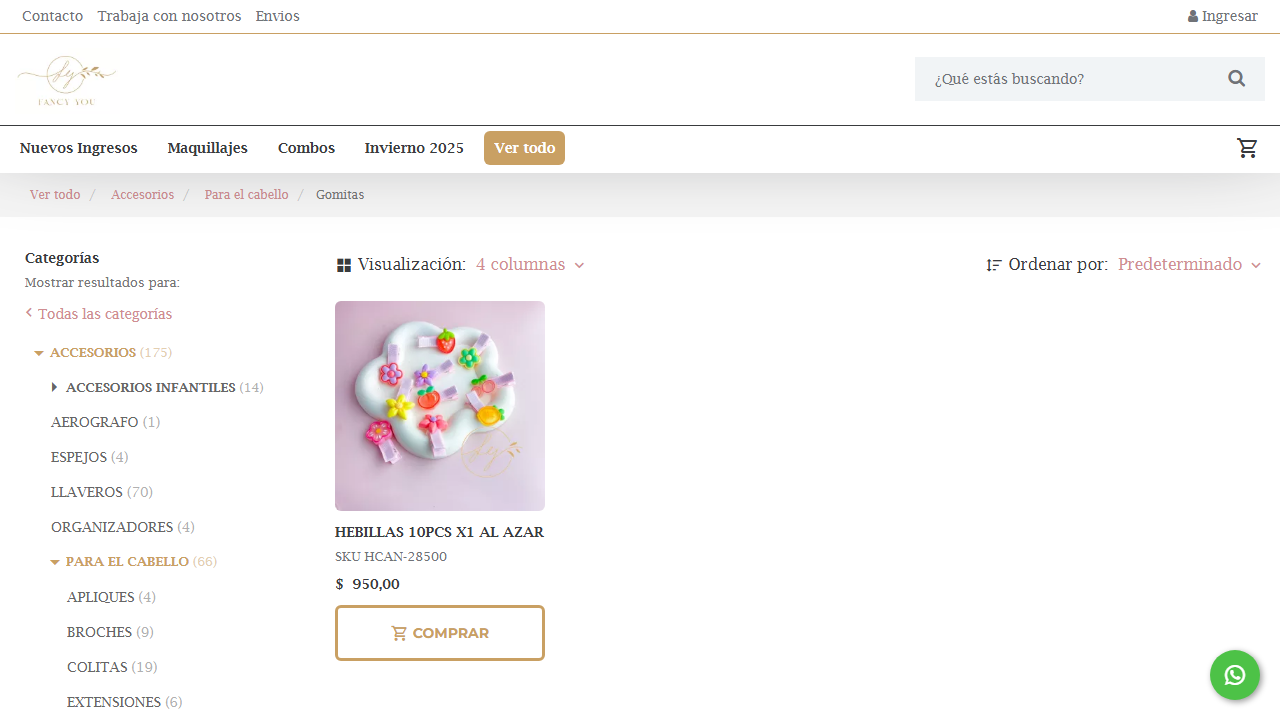 Contacto Trabaja con nosotros Envios Ingresar
fy
FANCY YOU
¿Qué estás buscando?
Nuevos Ingresos Maquillajes Combos Invierno 2025 Ver todo
Ver todo / Accesorios / Para el cabello / Gomitas
Categorías
Mostrar resultados para:
Todas las categorías
ACCESORIOS (175)
ACCESORIOS INFANTILES (14)
AEROGRAFO (1)
ESPEJOS (4)
LLAVEROS (70)
ORGANIZADORES (4)
PARA EL CABELLO (66)
APLIQUES (4)
BROCHES (9)
COLITAS (19)
EXTENSIONES (6)
Visualización: 4 columnas
Ordenar por: Predeterminado
fy
HEBILLAS 10PCS X1 AL AZAR
SKU HCAN-28500
$ 950,00
COMPRAR